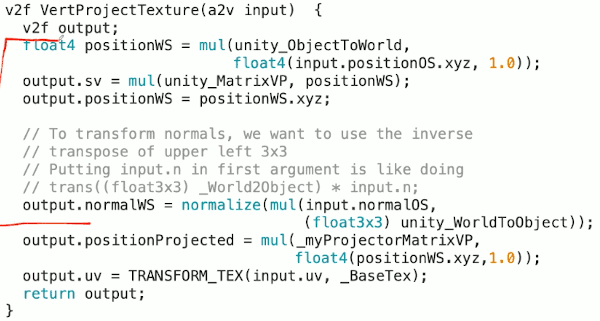 v2f VertProjectTexture(a2v input)  {
  v2f output;
  float4 positionWS = mul(unity_ObjectToWorld,
                          float4(input.positionOS.xyz, 1.0));
  output.sv = mul(unity_MatrixVP, positionWS);
  output.positionWS = positionWS.xyz;

  // To transform normals, we want to use the inverse
  // transpose of upper left 3x3
  // Putting input.n in first argument is like doing
  // trans((float3x3) _World2Object) * input.n;
  output.normalWS = normalize(mul(input.normalOS,
                                  (float3x3) unity_WorldToObject));
  output.positionProjected = mul(_myProjectorMatrixVP,
                                 float4(positionWS.xyz,1.0));
  output.uv = TRANSFORM_TEX(input.uv, _BaseTex);
  return output;
}